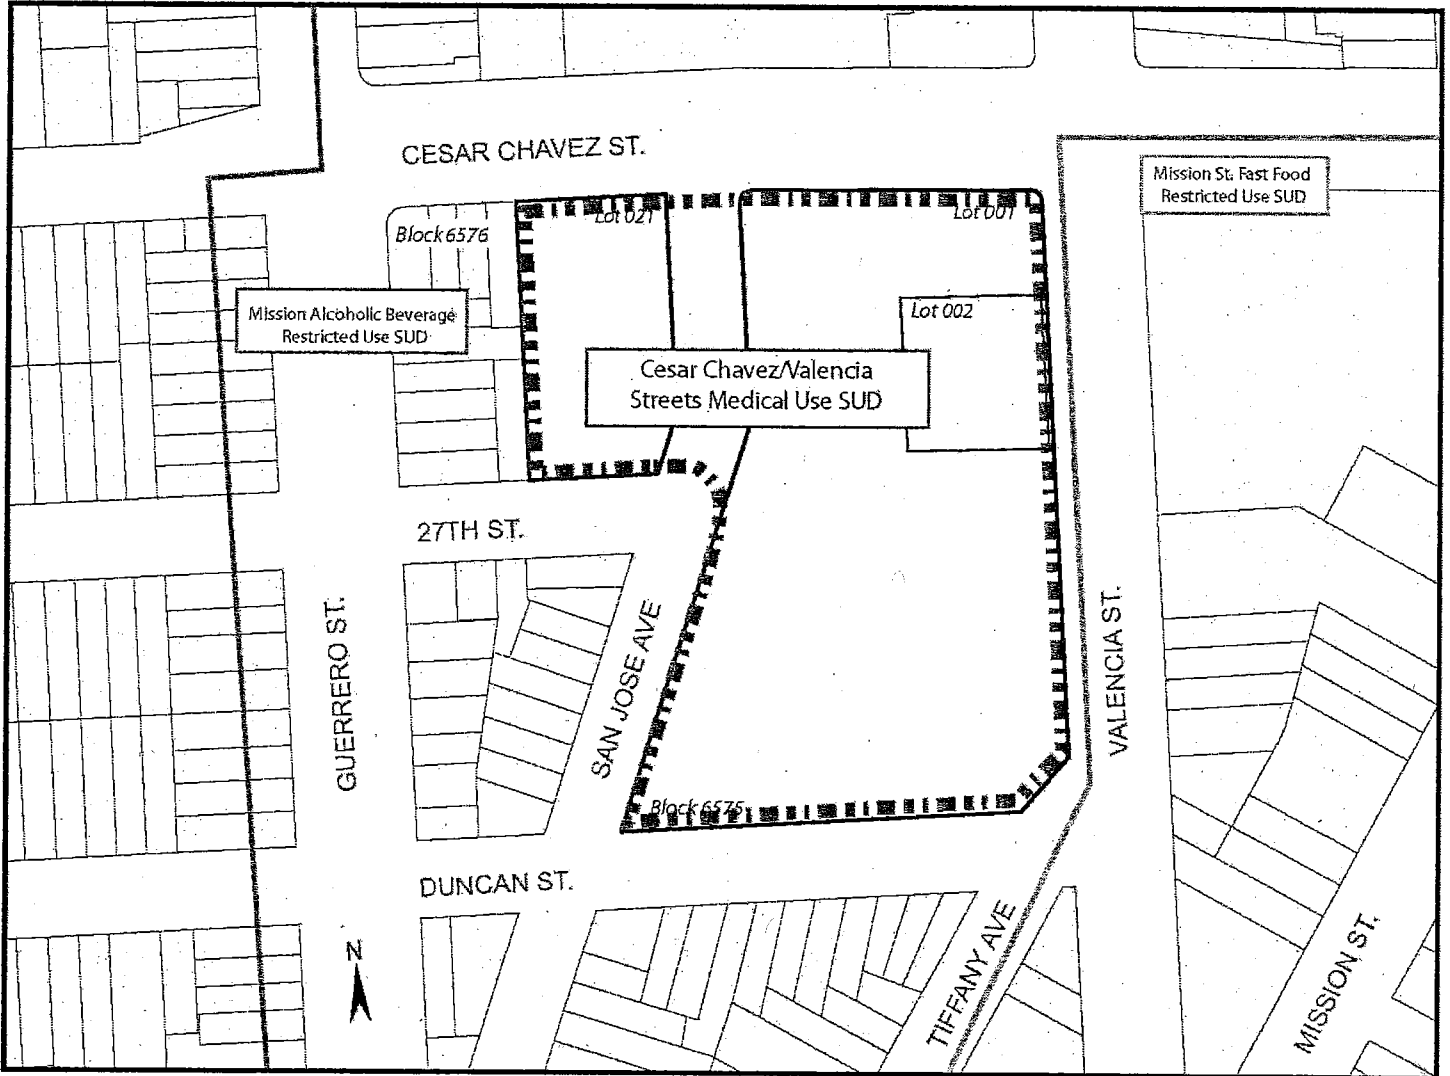 CESAR CHAVEZ ST.
Mission St. Fast Food
Restricted Use SUD
Lot 021
Lot 001
Block 6576
Mission Alcoholic Beverage
Restricted Use SUD
Lot 002
Cesar Chavez/Valencia
Streets Medical Use SUD
27TH ST.
GUERRERO ST.
SAN JOSE AVE
VALENCIA ST.
Block 6575
DUNCAN ST.
N
TIFFANY AVE
MISSION ST.